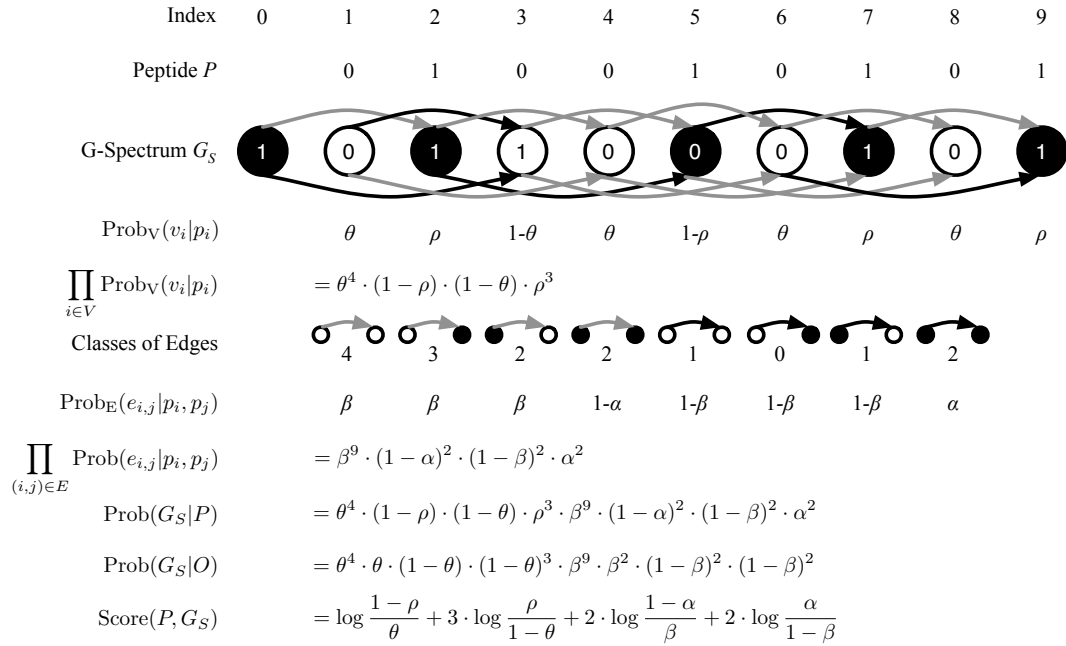 Index 0 1 2 3 4 5 6 7 8 9
Peptide P 0 1 0 0 1 0 1 0 1
G-Spectrum G_S 1 0 1 1 0 0 0 1 0 1
Prob_V(v_i|p_i) θ ρ 1-θ θ 1-ρ θ ρ θ ρ
∏_{i∈V} Prob_V(v_i|p_i) = θ^4 · (1 − ρ) · (1 − θ) · ρ^3
Classes of Edges 4 3 2 2 1 0 1 2
Prob_E(e_{i,j}|p_i, p_j) β β β 1-α 1-β 1-β 1-β α
∏_{(i,j)∈E} Prob(e_{i,j}|p_i, p_j) = β^9 · (1 − α)^2 · (1 − β)^2 · α^2
Prob(G_S|P) = θ^4 · (1 − ρ) · (1 − θ) · ρ^3 · β^9 · (1 − α)^2 · (1 − β)^2 · α^2
Prob(G_S|O) = θ^4 · θ · (1 − θ) · (1 − θ)^3 · β^9 · β^2 · (1 − β)^2 · (1 − β)^2
Score(P, G_S) = log \frac{1 − ρ}{θ} + 3 · log \frac{ρ}{1 − θ} + 2 · log \frac{1 − α}{β} + 2 · log \frac{α}{1 − β}